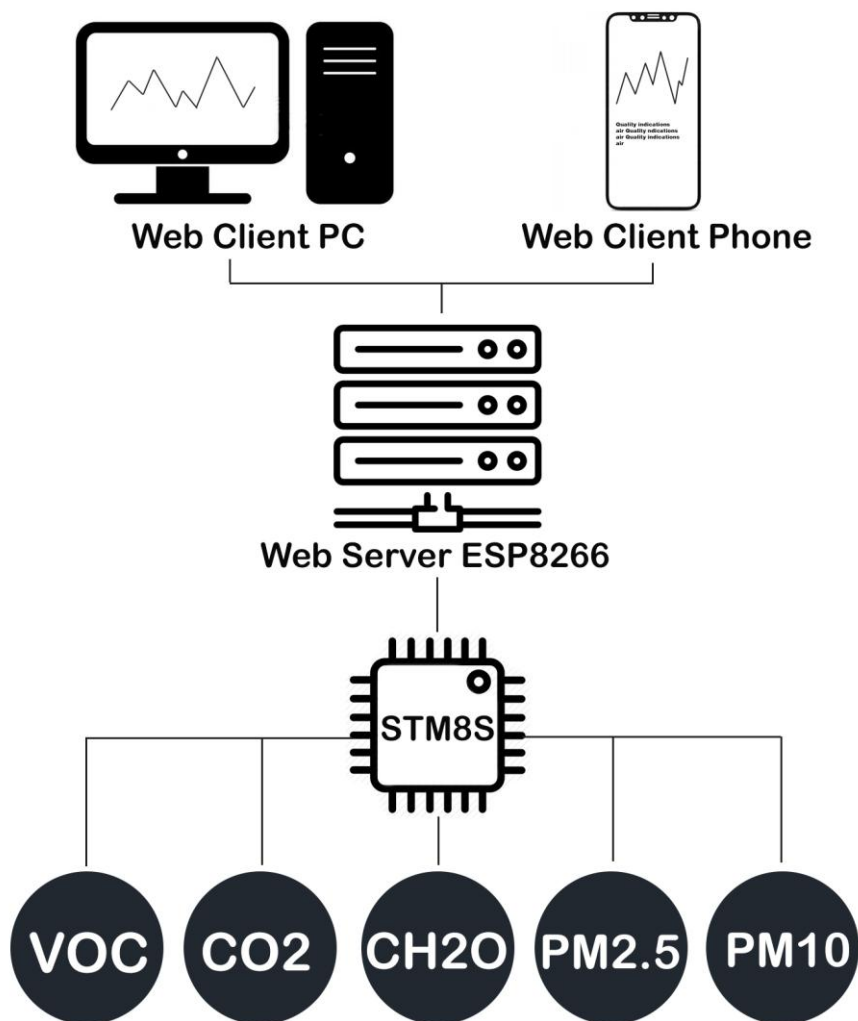 Quality indications
air Quality ndications
air Quality indications
air
Web Client PC
Web Client Phone
Web Server ESP8266
STM8S
VOC
CO2
CH2O
PM2.5
PM10